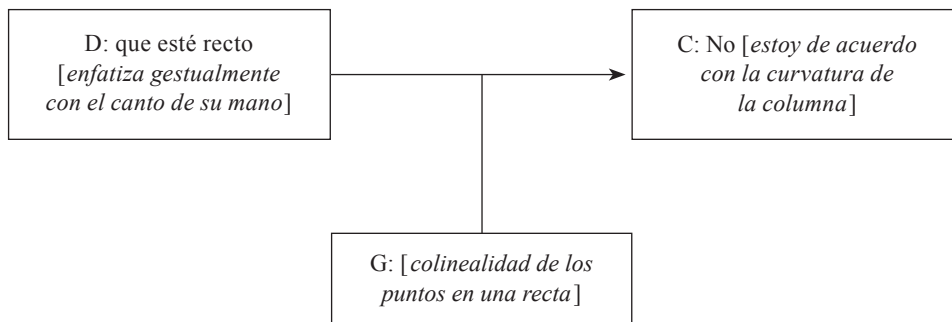 D: que esté recto
[enfatiza gestualmente
con el canto de su mano]
C: No [estoy de acuerdo
con la curvatura de
la columna]
G: [colinealidad de los
puntos en una recta]